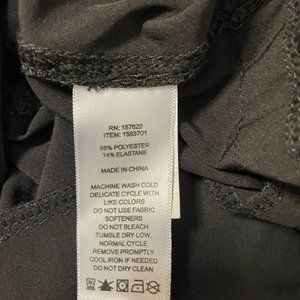 RN: 157622
ITEM: 1583701
86% POLYESTER
14% ELASTANE
MADE IN CHINA
MACHINE WASH COLD
DELICATE CYCLE WITH
LIKE COLORS
DO NOT USE FABRIC
SOFTENERS
DO NOT BLEACH
TUMBLE DRY LOW,
NORMAL CYCLE
REMOVE PROMPTLY
COOL IRON IF NEEDED
DO NOT DRY CLEAN